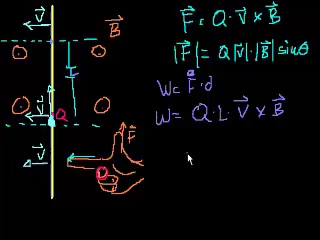 V⃗
B⃗
F⃗ = Q · V⃗ × B⃗
|F⃗| = Q |V⃗| · |B⃗| sinθ
L
W = F⃗ · d
V⃗
Q
W = Q · L · V⃗ × B⃗
F⃗
V⃗